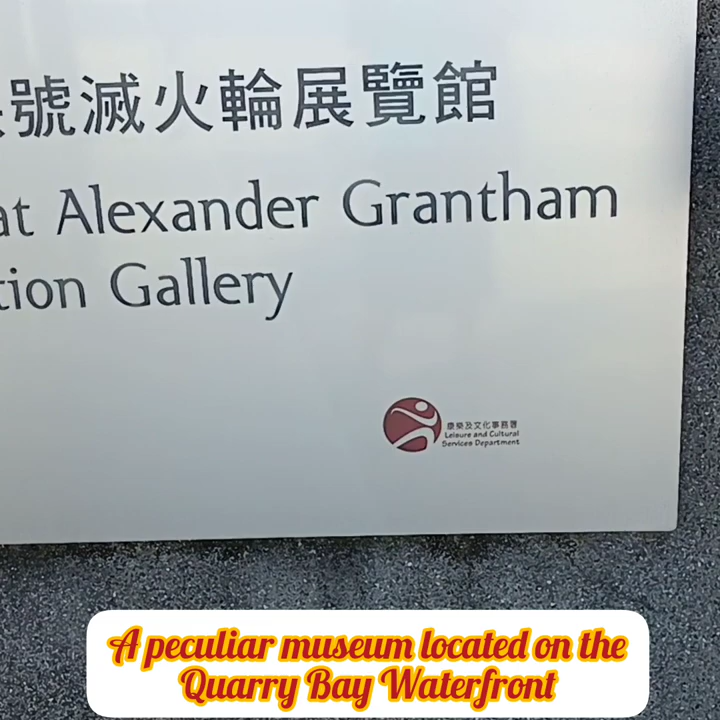 號滅火輪展覽館
at Alexander Grantham
tion Gallery
康樂及文化事務署
Leisure and Cultural
Services Department
A peculiar museum located on the
Quarry Bay Waterfront